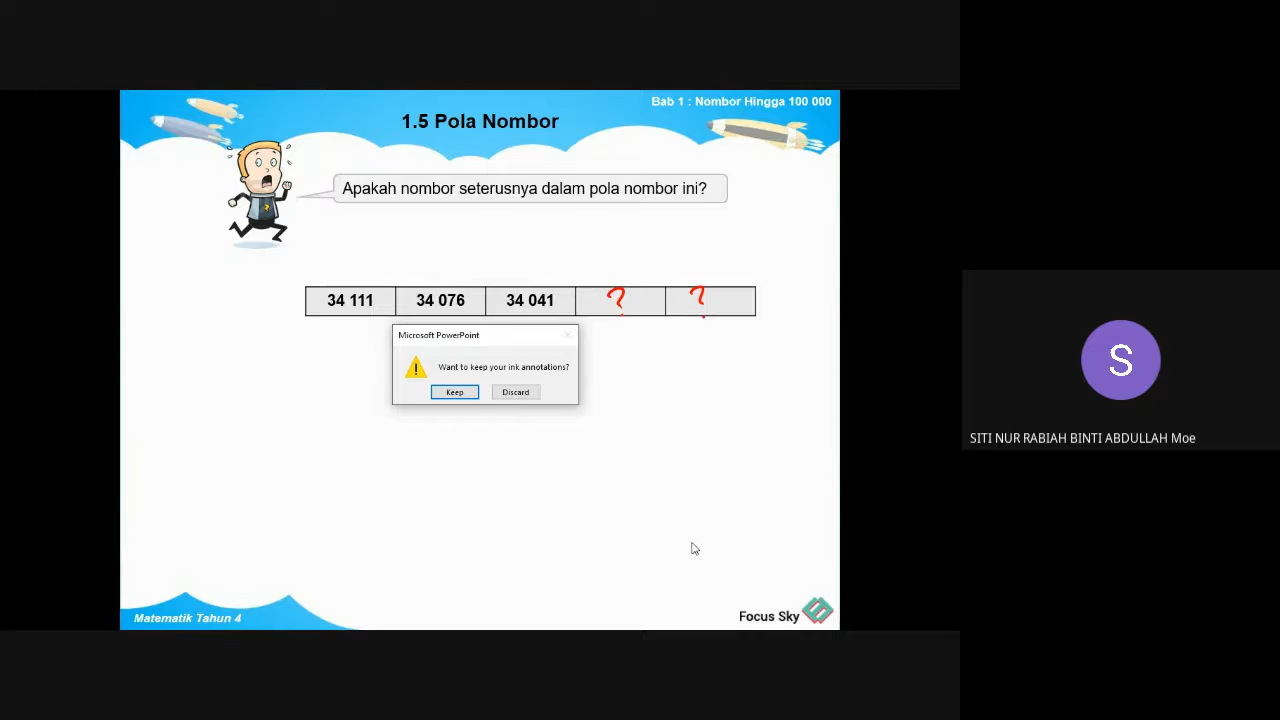 Bab 1 : Nombor Hingga 100 000
1.5 Pola Nombor
Apakah nombor seterusnya dalam pola nombor ini?
34 111 34 076 34 041 ? ?
Microsoft PowerPoint
Want to keep your ink annotations?
Keep Discard
S
SITI NUR RABIAH BINTI ABDULLAH Moe
Matematik Tahun 4
Focus Sky